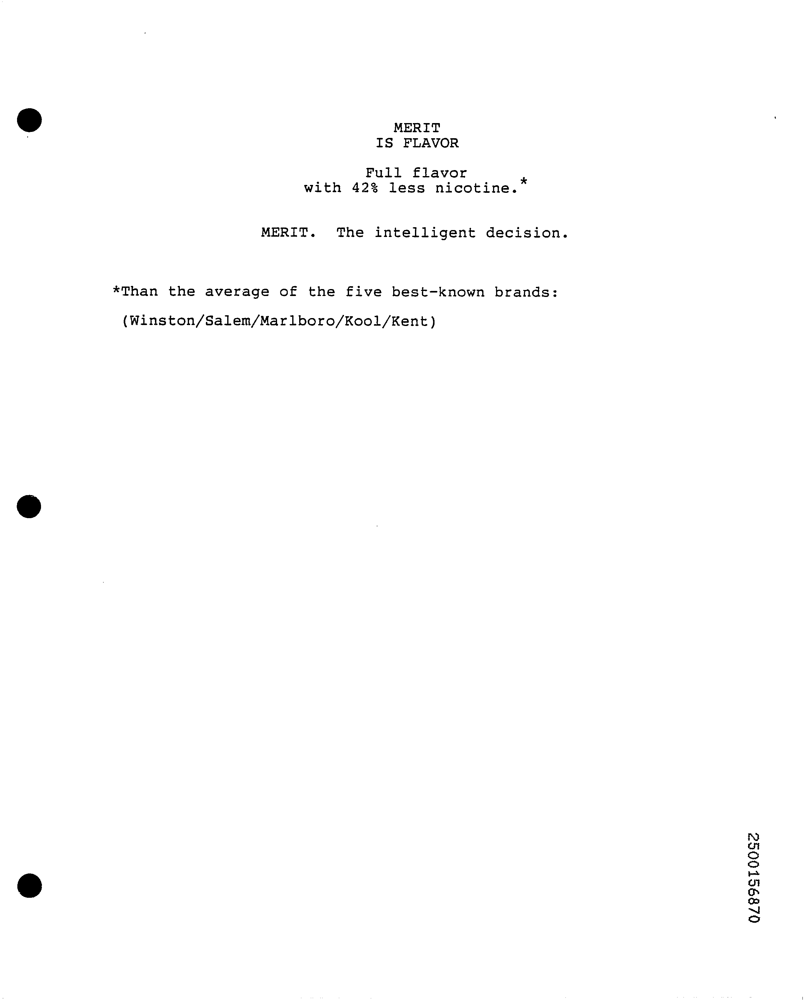 MERIT
IS FLAVOR
Full flavor
with 42% less nicotine.*
MERIT. The intelligent decision.
*Than the average of the five best-known brands:
(Winston/Salem/Marlboro/Kool/Kent)
2500156870